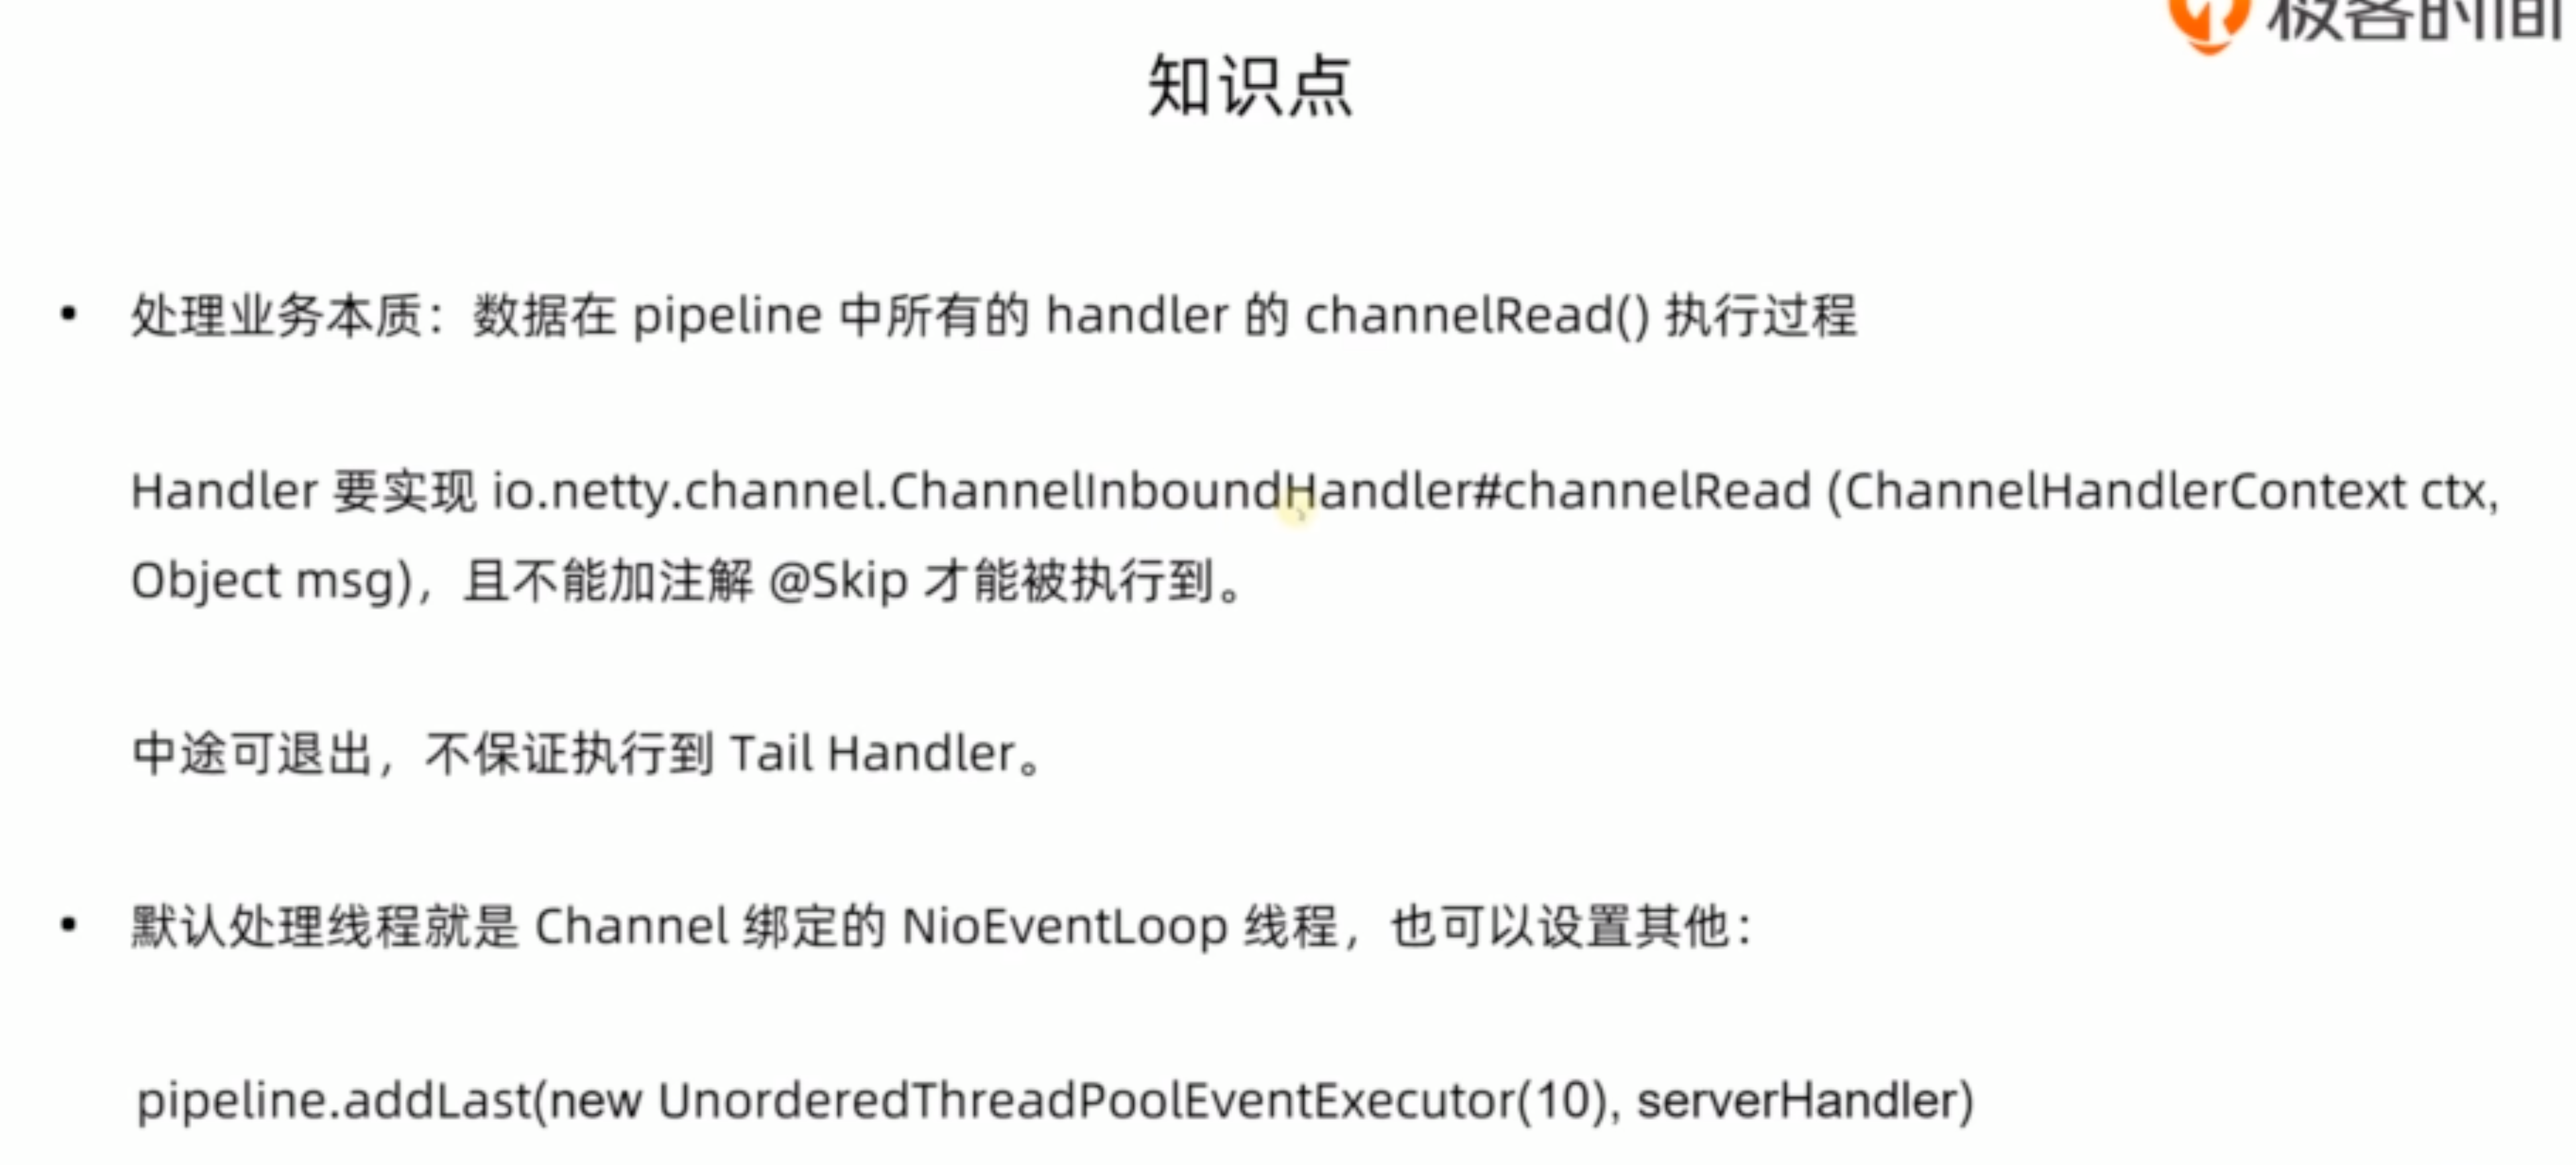 极客时间
知识点
• 处理业务本质：数据在 pipeline 中所有的 handler 的 channelRead() 执行过程
Handler 要实现 io.netty.channel.ChannelInboundHandler#channelRead (ChannelHandlerContext ctx,
Object msg)，且不能加注解 @Skip 才能被执行到。
中途可退出，不保证执行到 Tail Handler。
• 默认处理线程就是 Channel 绑定的 NioEventLoop 线程，也可以设置其他：
pipeline.addLast(new UnorderedThreadPoolEventExecutor(10), serverHandler)